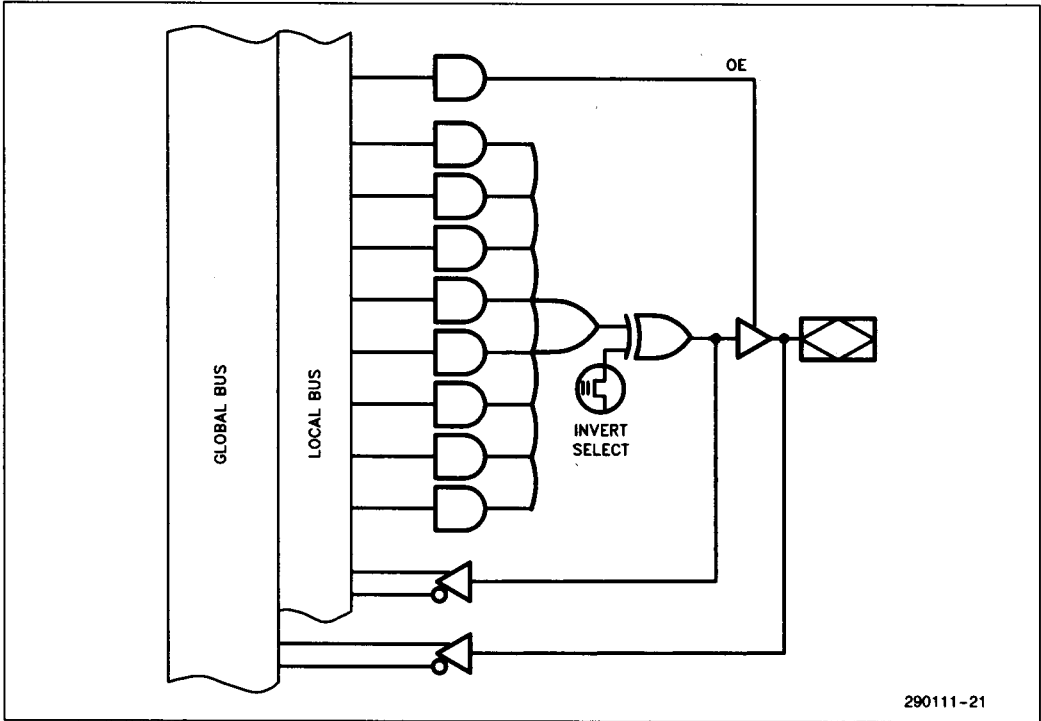 OE
GLOBAL BUS
LOCAL BUS
INVERT
SELECT
290111-21